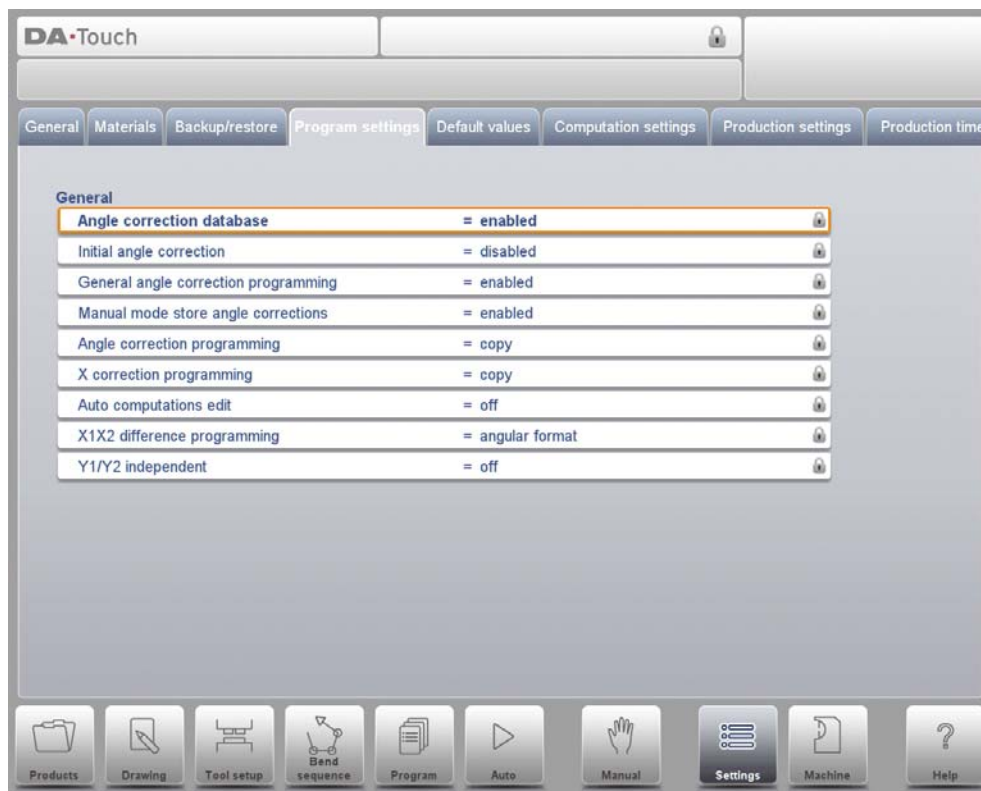 DA·Touch
General Materials Backup/restore Program settings Default values Computation settings Production settings Production time
General
Angle correction database = enabled
Initial angle correction = disabled
General angle correction programming = enabled
Manual mode store angle corrections = enabled
Angle correction programming = copy
X correction programming = copy
Auto computations edit = off
X1X2 difference programming = angular format
Y1/Y2 independent = off
Products Drawing Tool setup Bend sequence Program Auto Manual Settings Machine Help